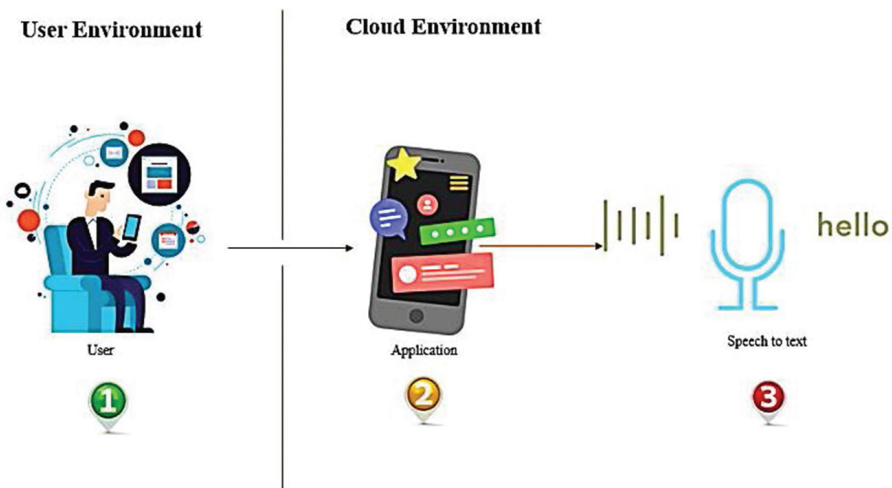 User Environment
Cloud Environment
hello
User
Application
Speech to text
1
2
3